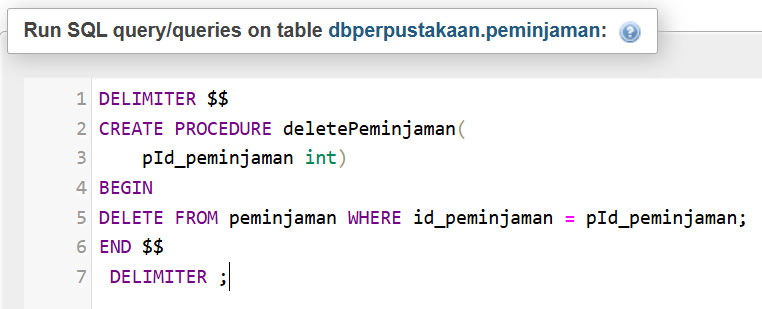 Run SQL query/queries on table dbperpustakaan.peminjaman:
1 DELIMITER $$
2 CREATE PROCEDURE deletePeminjaman(
3 pId_peminjaman int)
4 BEGIN
5 DELETE FROM peminjaman WHERE id_peminjaman = pId_peminjaman;
6 END $$
7 DELIMITER ;